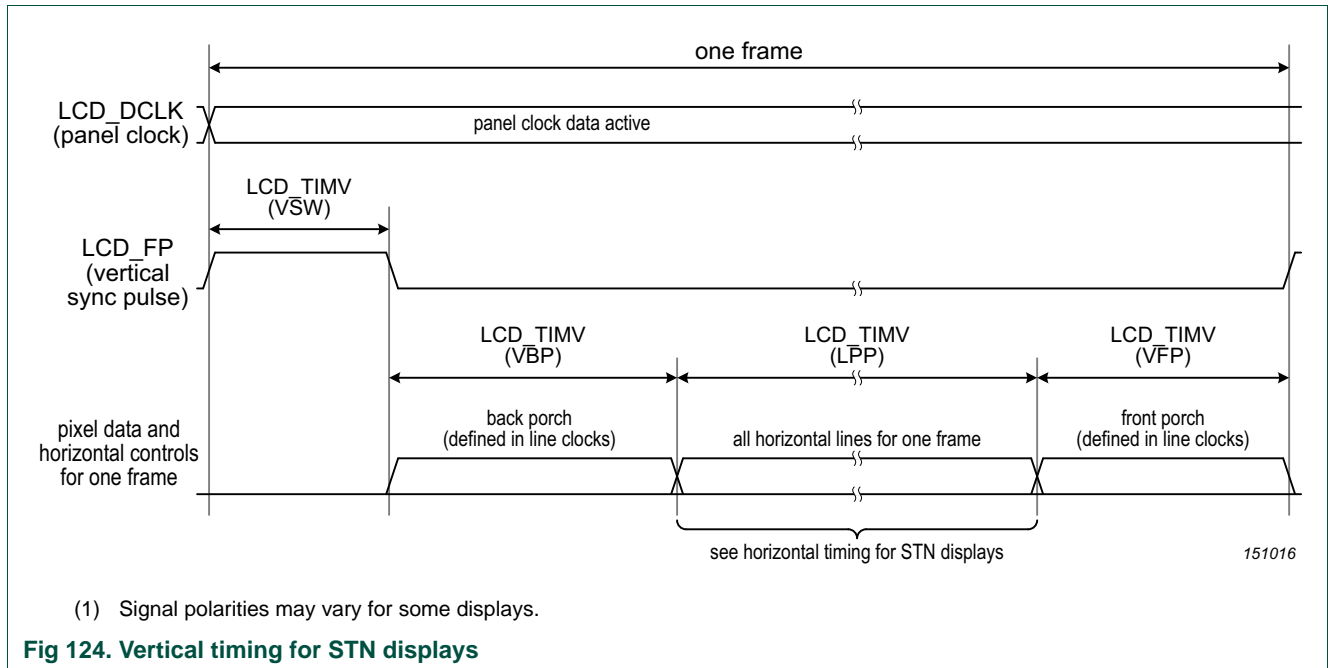 one frame
LCD_DCLK
(panel clock)
panel clock data active
LCD_TIMV
(VSW)
LCD_FP
(vertical
sync pulse)
LCD_TIMV
(VBP)
LCD_TIMV
(LPP)
LCD_TIMV
(VFP)
pixel data and
horizontal controls
for one frame
back porch
(defined in line clocks)
all horizontal lines for one frame
front porch
(defined in line clocks)
see horizontal timing for STN displays
151016
(1) Signal polarities may vary for some displays.
Fig 124. Vertical timing for STN displays